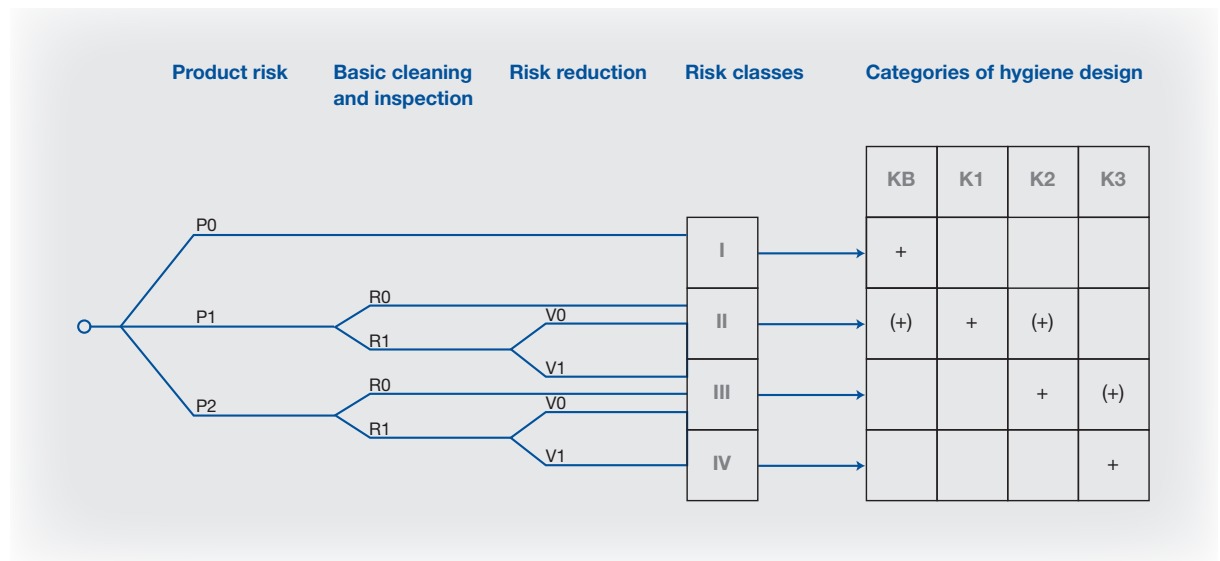 Product risk
Basic cleaning
and inspection
Risk reduction
Risk classes
Categories of hygiene design
KB K1 K2 K3
P0
I
+
R0
P1
V0
II
(+) + (+)
R1
V1
R0
III
+ (+)
P2
V0
R1
V1
IV
+